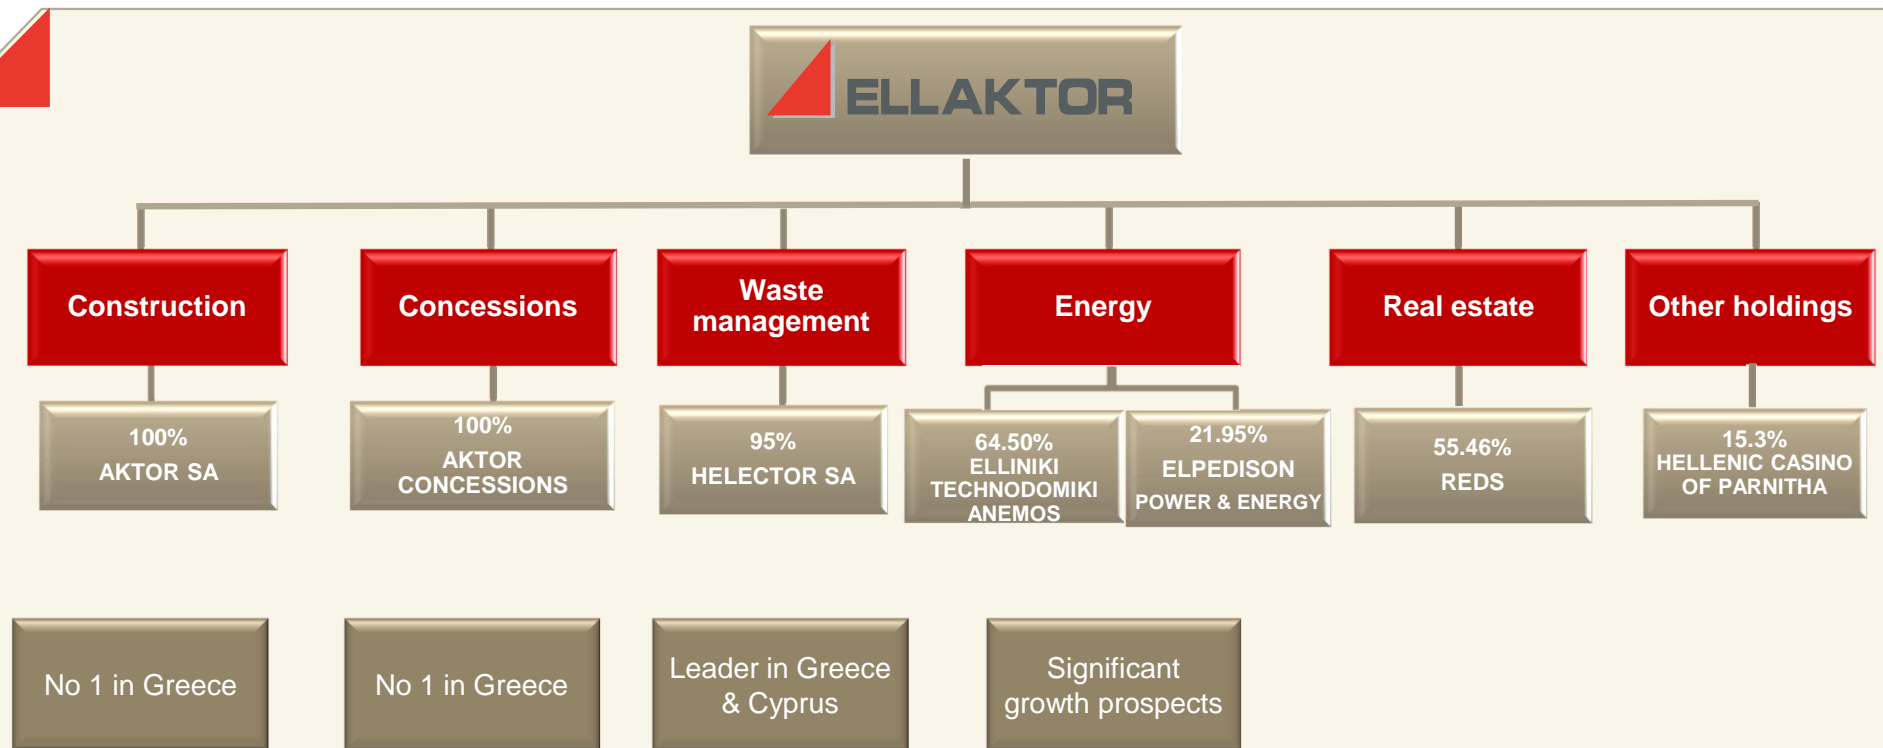 ELLAKTOR
Construction
Concessions
Waste
management
Energy
Real estate
Other holdings
100%
AKTOR SA
100%
AKTOR
CONCESSIONS
95%
HELECTOR SA
64.50%
ELLINIKI
TECHNODOMIKI
ANEMOS
21.95%
ELPEDISON
POWER & ENERGY
55.46%
REDS
15.3%
HELLENIC CASINO
OF PARNITHA
No 1 in Greece
No 1 in Greece
Leader in Greece
& Cyprus
Significant
growth prospects